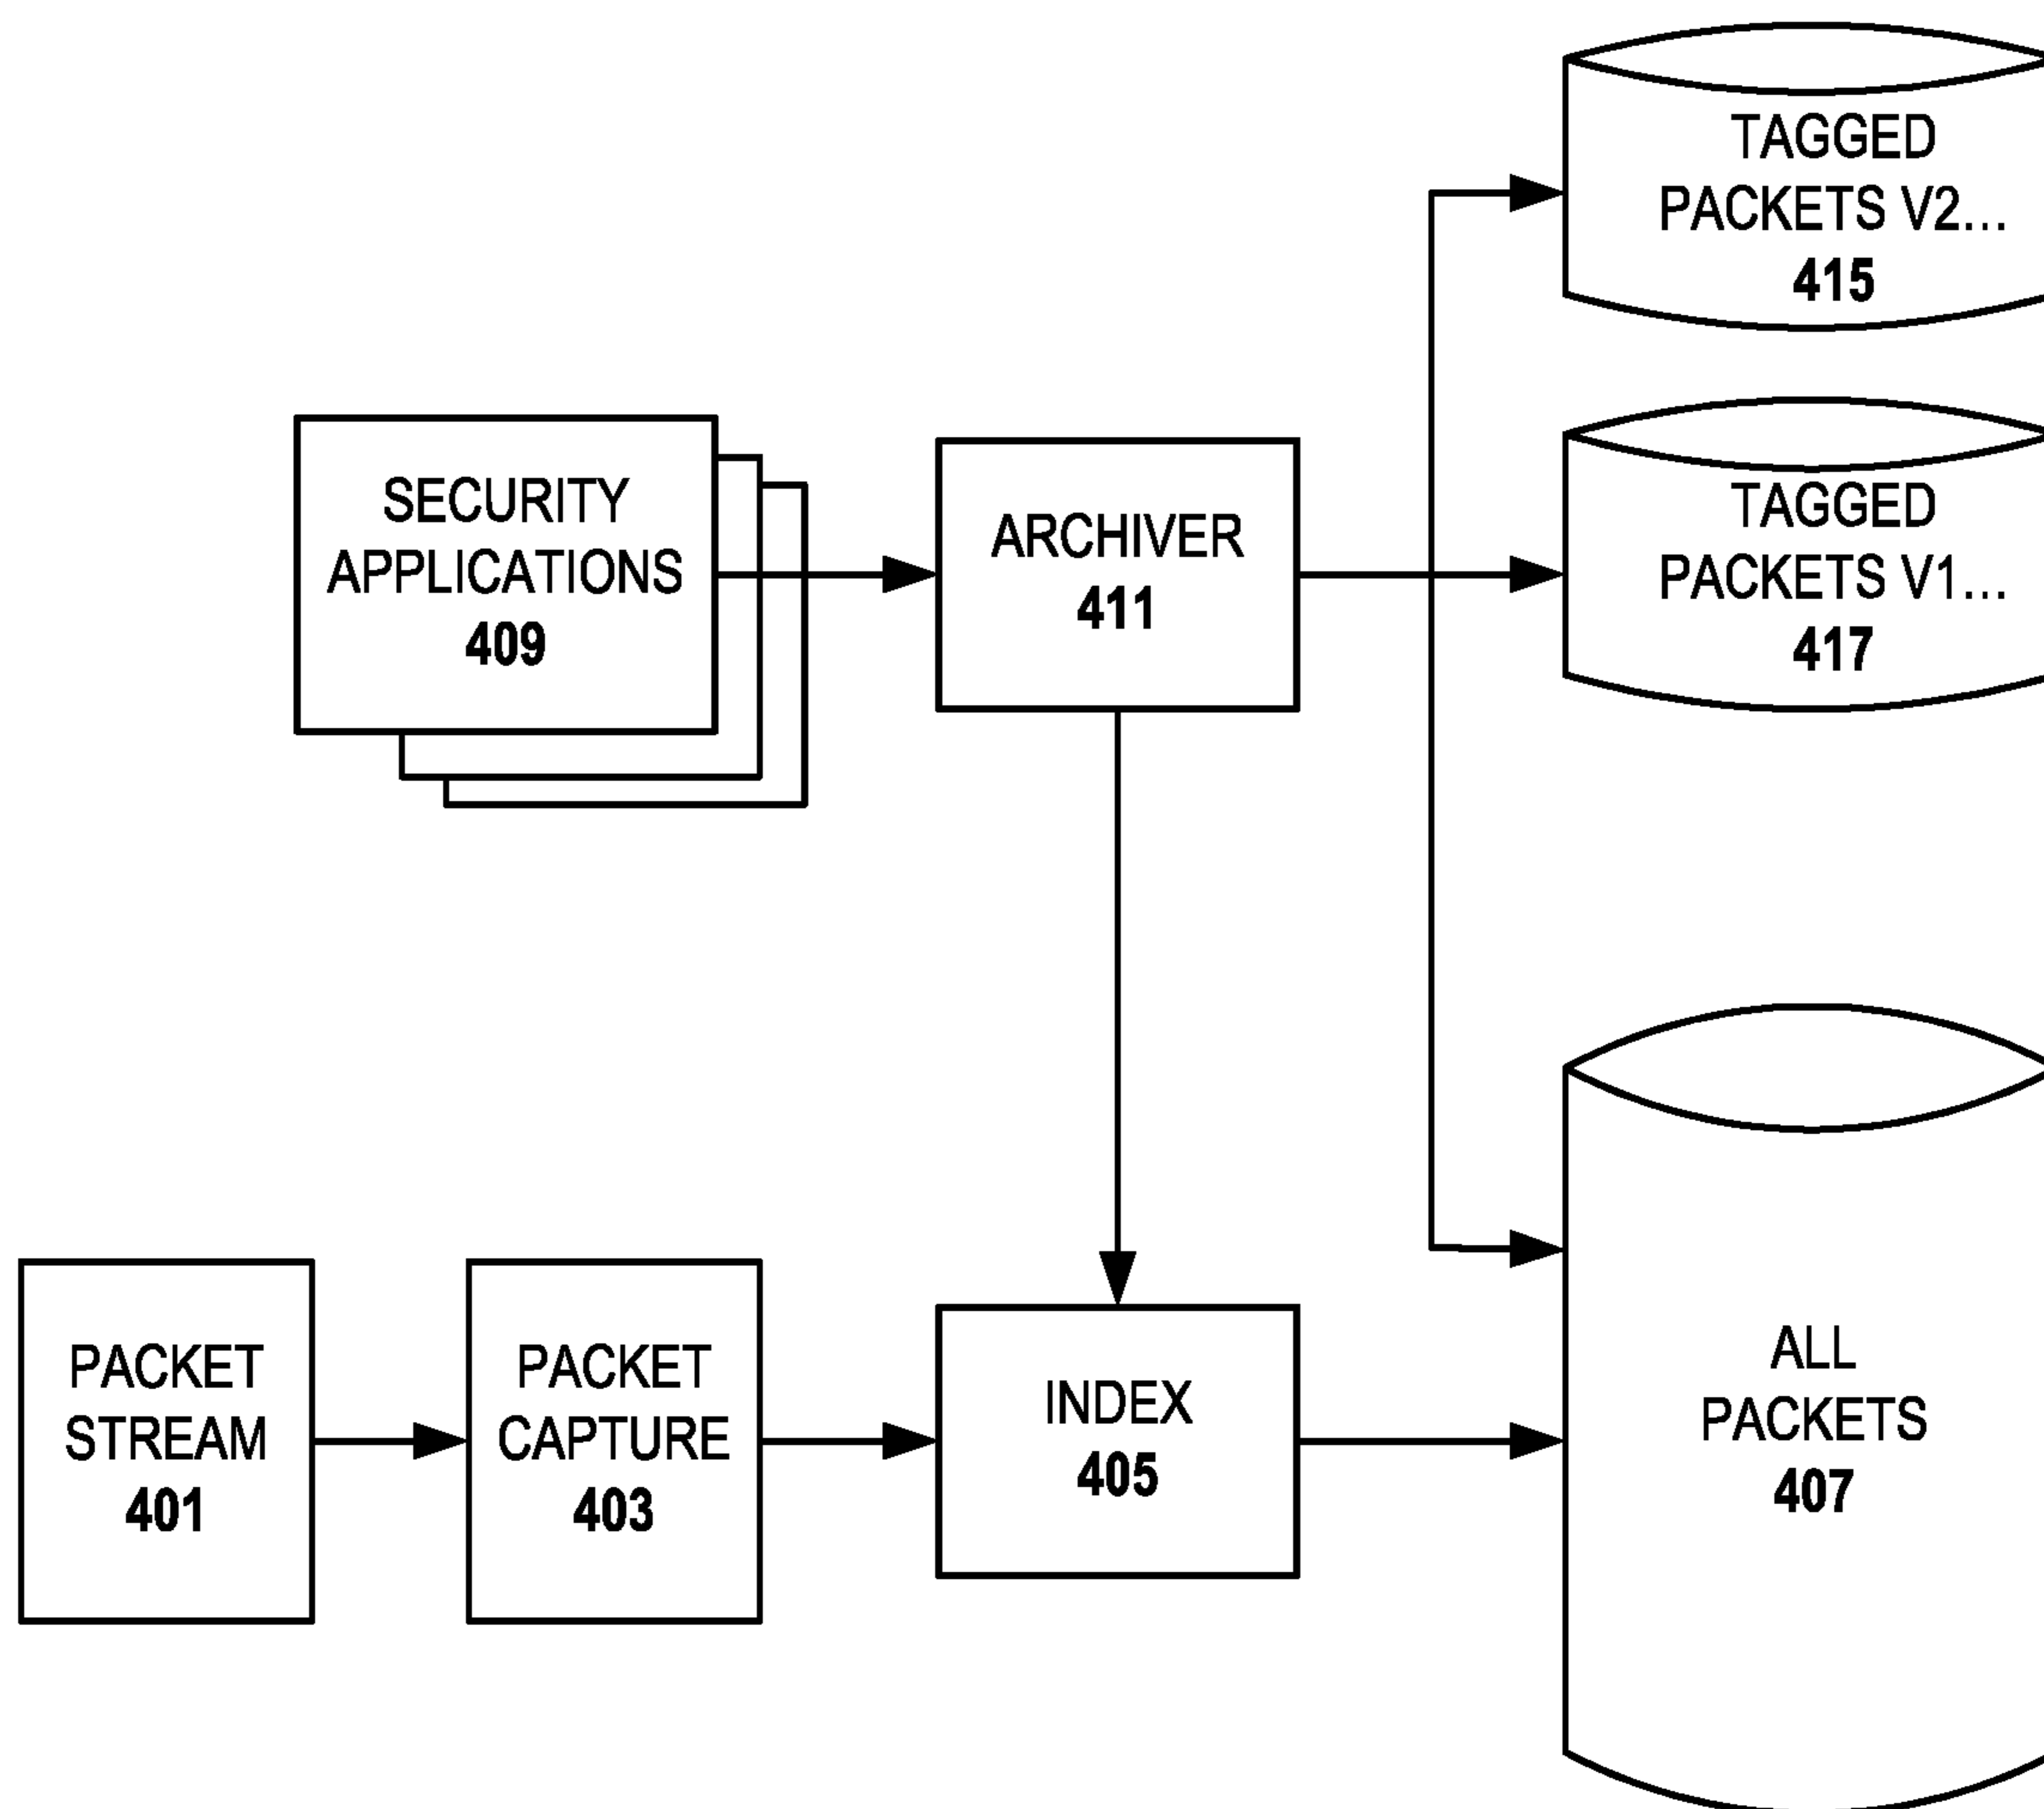 TAGGED
PACKETS V2...
415
SECURITY
APPLICATIONS
409
ARCHIVER
411
TAGGED
PACKETS V1...
417
PACKET
STREAM
401
PACKET
CAPTURE
403
INDEX
405
ALL
PACKETS
407